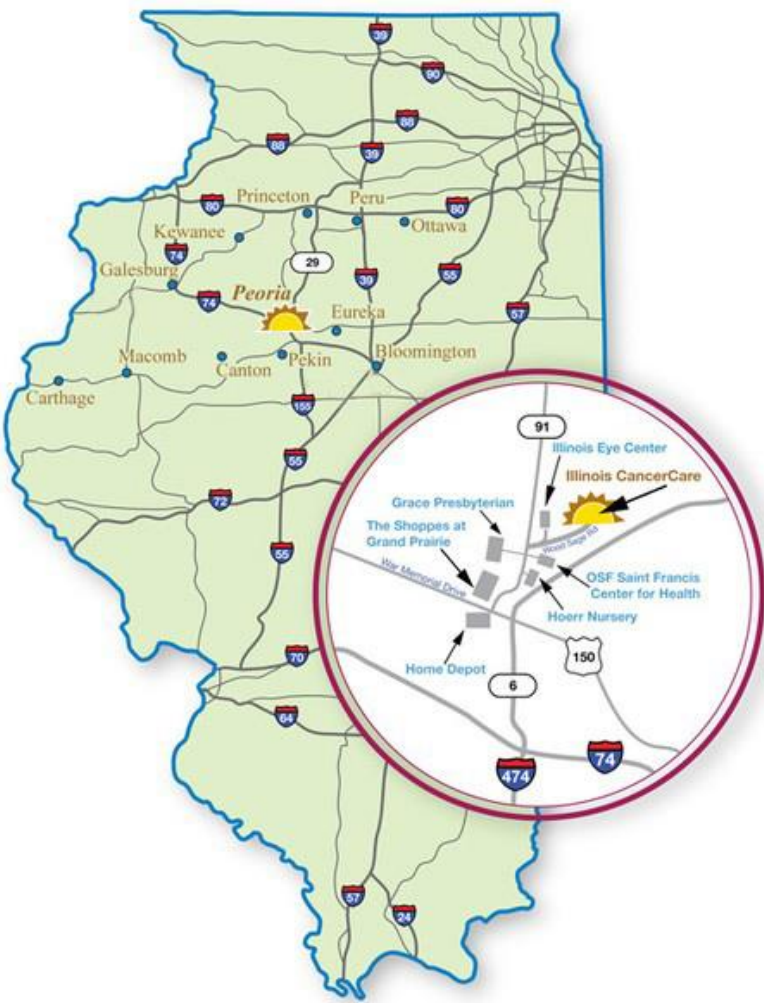 39
90
88
88
39
Princeton
Peru
80
80
Kewanee
Ottawa
74
29
Galesburg
39
55
Peoria
74
Eureka
57
Macomb
Canton
Pekin
Bloomington
Carthage
155
55
72
55
70
64
57
24
91
Illinois Eye Center
Illinois CancerCare
Grace Presbyterian
The Shoppes at
Grand Prairie
Wood Sage Rd
War Memorial Drive
OSF Saint Francis
Center for Health
Hoerr Nursery
Home Depot
150
6
474
74